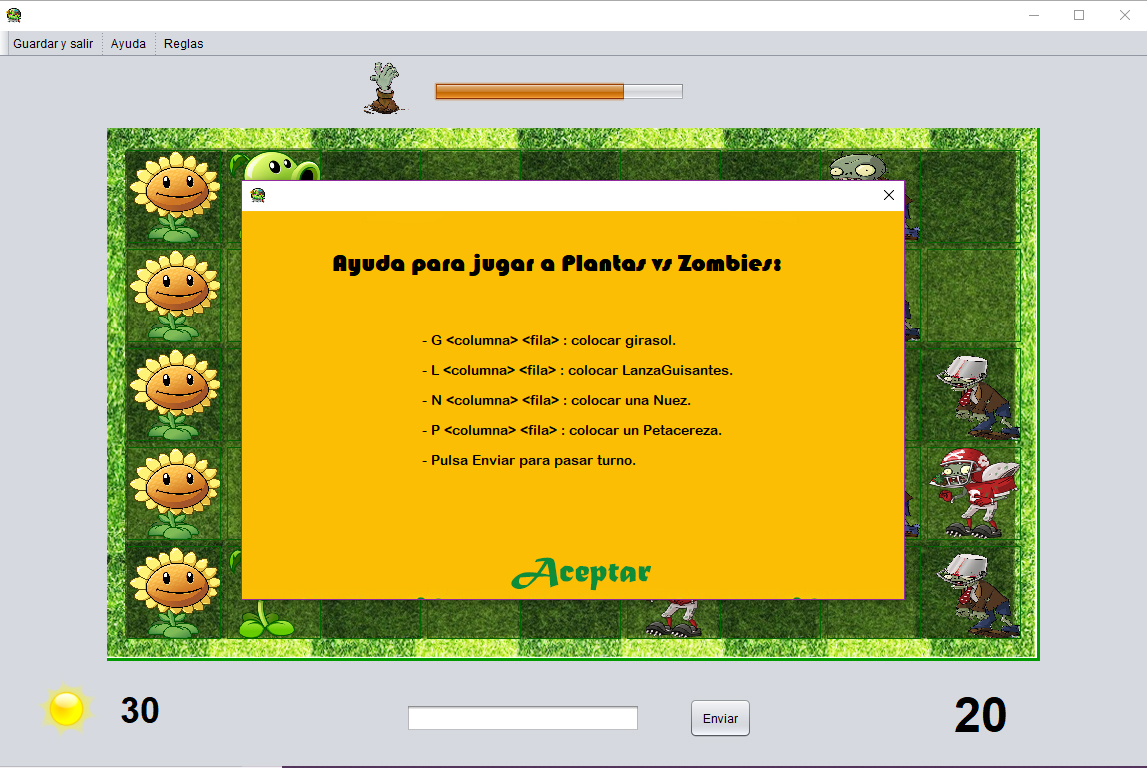 Guardar y salir Ayuda Reglas
Ayuda para jugar a Plantas vs Zombies:
- G <columna> <fila> : colocar girasol.
- L <columna> <fila> : colocar LanzaGuisantes.
- N <columna> <fila> : colocar una Nuez.
- P <columna> <fila> : colocar un Petacereza.
- Pulsa Enviar para pasar turno.
Aceptar
30 Enviar 20